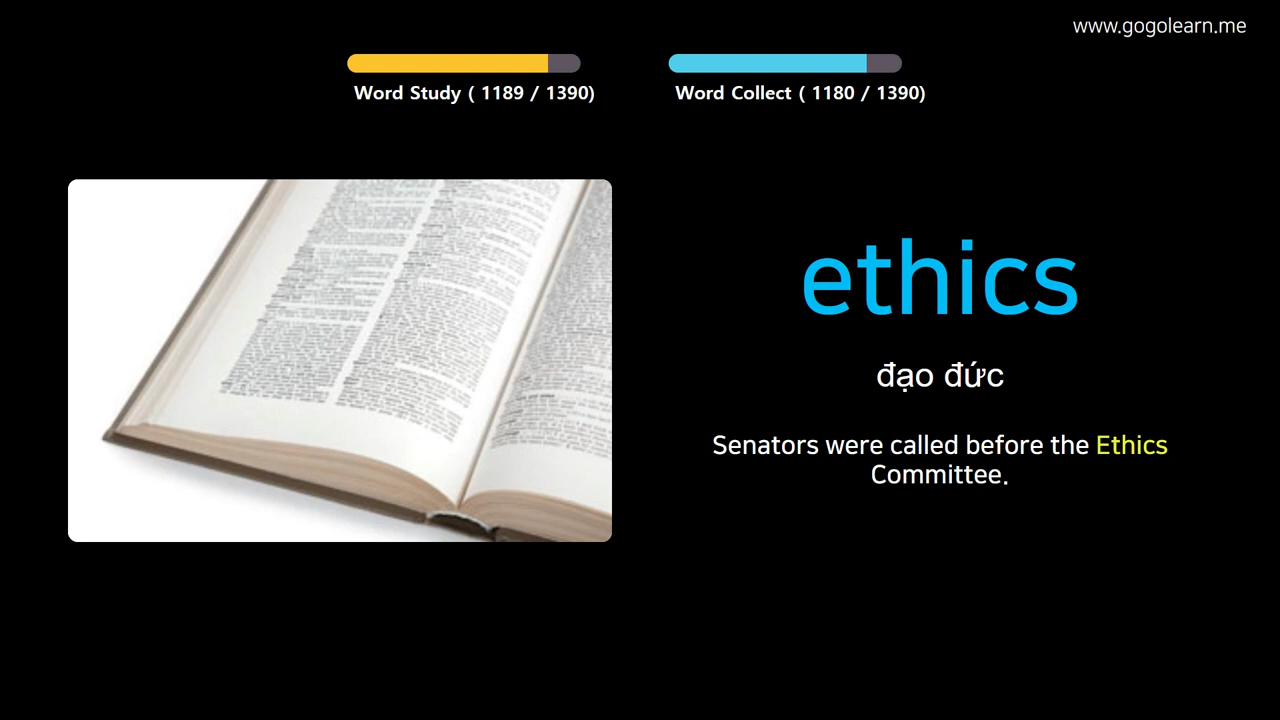 www.gogolearn.me
Word Study ( 1189 / 1390)
Word Collect ( 1180 / 1390)
ethics
đạo đức
Senators were called before the Ethics
Committee.